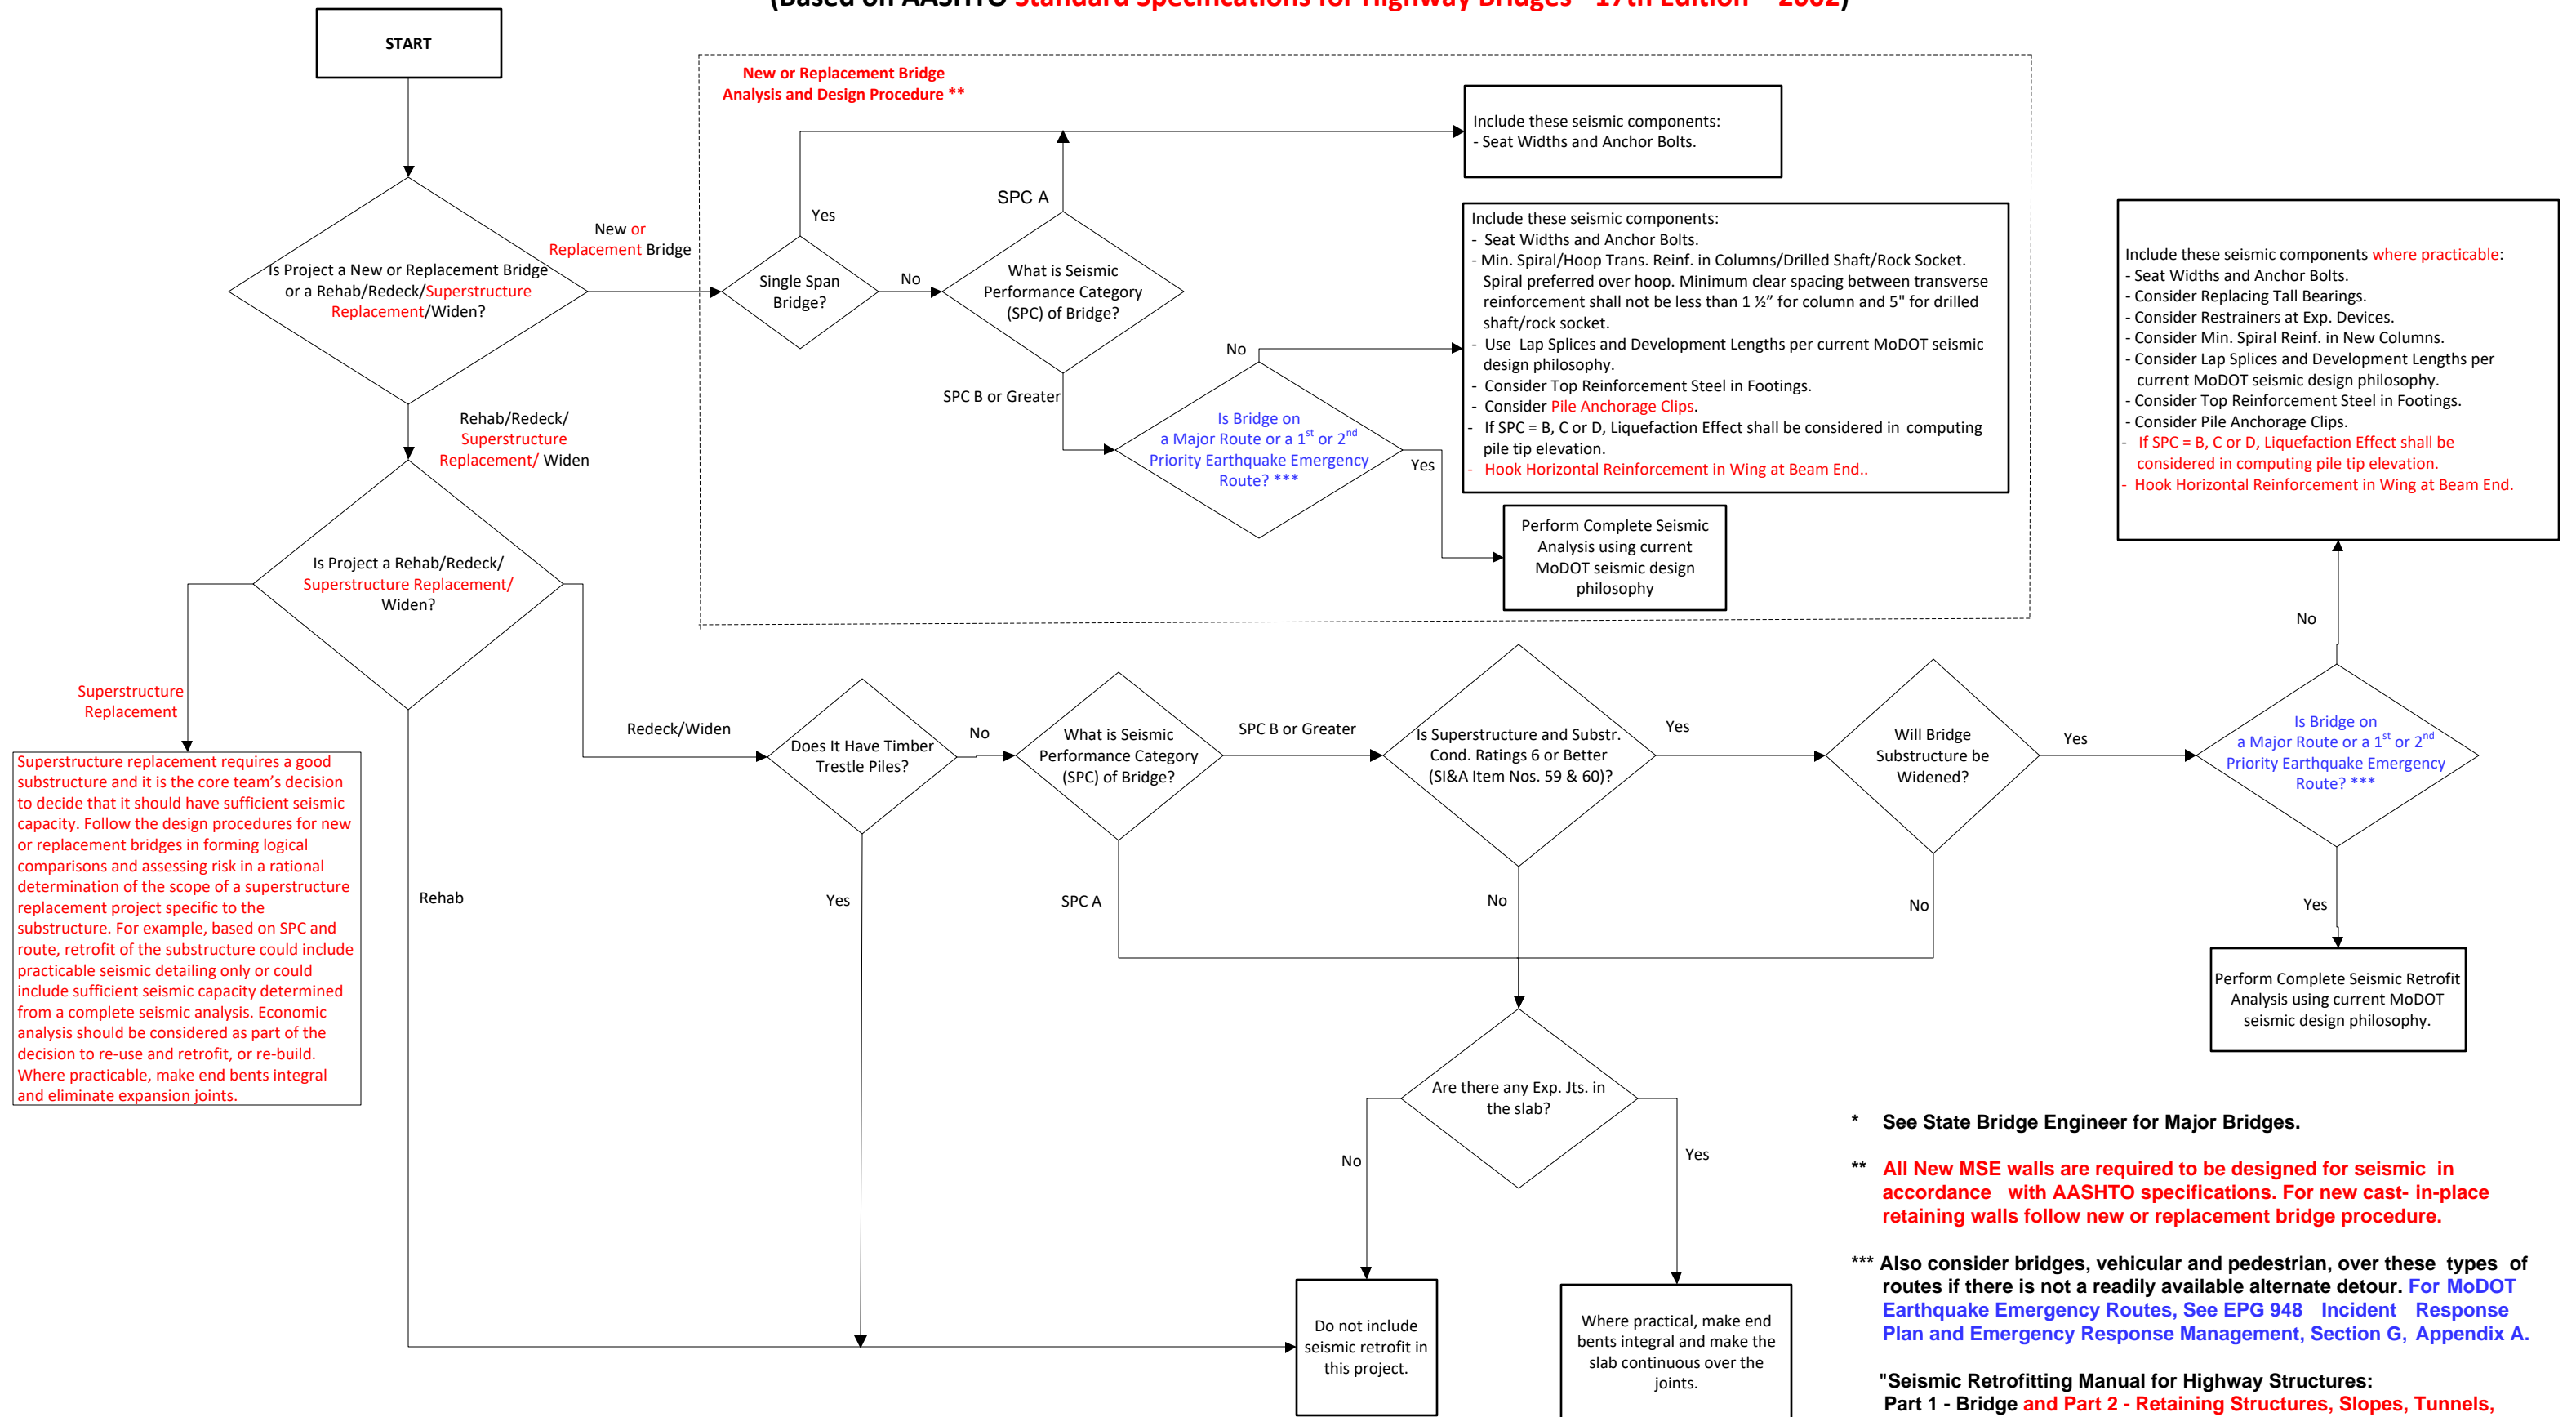 (Based on AASHTO Standard Specifications for Highway Bridges - 17th Edition – 2002)
START
New or Replacement Bridge
Analysis and Design Procedure **
Include these seismic components:
- Seat Widths and Anchor Bolts.
SPC A
Yes
New or
Replacement Bridge
Is Project a New or Replacement Bridge
or a Rehab/Redeck/Superstructure
Replacement/Widen?
Single Span
Bridge?
No
What is Seismic
Performance Category
(SPC) of Bridge?
Include these seismic components:
- Seat Widths and Anchor Bolts.
- Min. Spiral/Hoop Trans. Reinf. in Columns/Drilled Shaft/Rock Socket.
Spiral preferred over hoop. Minimum clear spacing between transverse
reinforcement shall not be less than 1 ½” for column and 5" for drilled
shaft/rock socket.
- Use Lap Splices and Development Lengths per current MoDOT seismic
design philosophy.
- Consider Top Reinforcement Steel in Footings.
- Consider Pile Anchorage Clips.
- If SPC = B, C or D, Liquefaction Effect shall be considered in computing
pile tip elevation.
- Hook Horizontal Reinforcement in Wing at Beam End..
Include these seismic components where practicable:
- Seat Widths and Anchor Bolts.
- Consider Replacing Tall Bearings.
- Consider Restrainers at Exp. Devices.
- Consider Min. Spiral Reinf. in New Columns.
- Consider Lap Splices and Development Lengths per
current MoDOT seismic design philosophy.
- Consider Top Reinforcement Steel in Footings.
- Consider Pile Anchorage Clips.
- If SPC = B, C or D, Liquefaction Effect shall be
considered in computing pile tip elevation.
- Hook Horizontal Reinforcement in Wing at Beam End.
No
SPC B or Greater
Is Bridge on
a Major Route or a 1st or 2nd
Priority Earthquake Emergency
Route? ***
Yes
Rehab/Redeck/
Superstructure
Replacement/ Widen
Perform Complete Seismic
Analysis using current
MoDOT seismic design
philosophy
Is Project a Rehab/Redeck/
Superstructure Replacement/
Widen?
No
Superstructure
Replacement
Redeck/Widen
Does It Have Timber
Trestle Piles?
No
What is Seismic
Performance Category
(SPC) of Bridge?
SPC B or Greater
Is Superstructure and Substr.
Cond. Ratings 6 or Better
(SI&A Item Nos. 59 & 60)?
Yes
Will Bridge
Substructure be
Widened?
Yes
Is Bridge on
a Major Route or a 1st or 2nd
Priority Earthquake Emergency
Route? ***
Superstructure replacement requires a good
substructure and it is the core team’s decision
to decide that it should have sufficient seismic
capacity. Follow the design procedures for new
or replacement bridges in forming logical
comparisons and assessing risk in a rational
determination of the scope of a superstructure
replacement project specific to the
substructure. For example, based on SPC and
route, retrofit of the substructure could include
practicable seismic detailing only or could
include sufficient seismic capacity determined
from a complete seismic analysis. Economic
analysis should be considered as part of the
decision to re-use and retrofit, or re-build.
Where practicable, make end bents integral
and eliminate expansion joints.
Rehab
Yes
SPC A
No
No
Yes
Perform Complete Seismic Retrofit
Analysis using current MoDOT
seismic design philosophy.
Are there any Exp. Jts. in
the slab?
No
Yes
Do not include
seismic retrofit in
this project.
Where practical, make end
bents integral and make the
slab continuous over the
joints.
* See State Bridge Engineer for Major Bridges.
** All New MSE walls are required to be designed for seismic in
accordance with AASHTO specifications. For new cast- in-place
retaining walls follow new or replacement bridge procedure.
*** Also consider bridges, vehicular and pedestrian, over these types of
routes if there is not a readily available alternate detour. For MoDOT
Earthquake Emergency Routes, See EPG 948 Incident Response
Plan and Emergency Response Management, Section G, Appendix A.
"Seismic Retrofitting Manual for Highway Structures:
Part 1 - Bridge and Part 2 - Retaining Structures, Slopes, Tunnels,